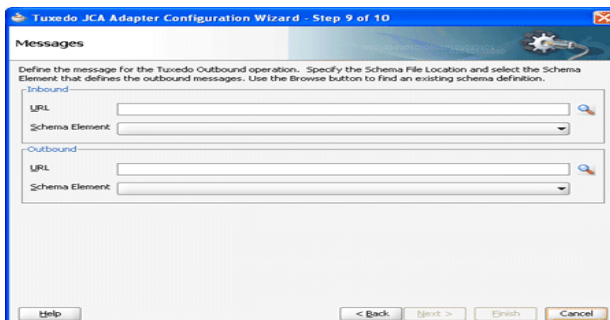 Tuxedo JCA Adapter Configuration Wizard - Step 9 of 10
Messages
Define the message for the Tuxedo Outbound operation. Specify the Schema File Location and select the Schema
Element that defines the outbound messages. Use the Browse button to find an existing schema definition.
Inbound
URL
Schema Element
Outbound
URL
Schema Element
Help
< Back
Next >
Finish
Cancel